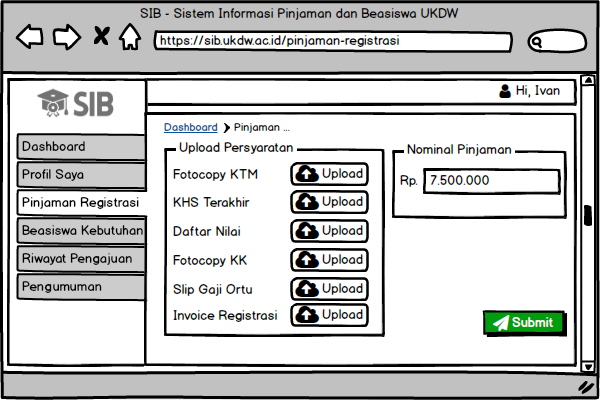 SIB - Sistem Informasi Pinjaman dan Beasiswa UKDW
https://sib.ukdw.ac.id/pinjaman-registrasi
SIB
Hi, Ivan
Dashboard
Profil Saya
Pinjaman Registrasi
Beasiswa Kebutuhan
Riwayat Pengajuan
Pengumuman
Dashboard Pinjaman ...
Upload Persyaratan
Fotocopy KTM Upload
KHS Terakhir Upload
Daftar Nilai Upload
Fotocopy KK Upload
Slip Gaji Ortu Upload
Invoice Registrasi Upload
Nominal Pinjaman
Rp. 7.500.000
Submit